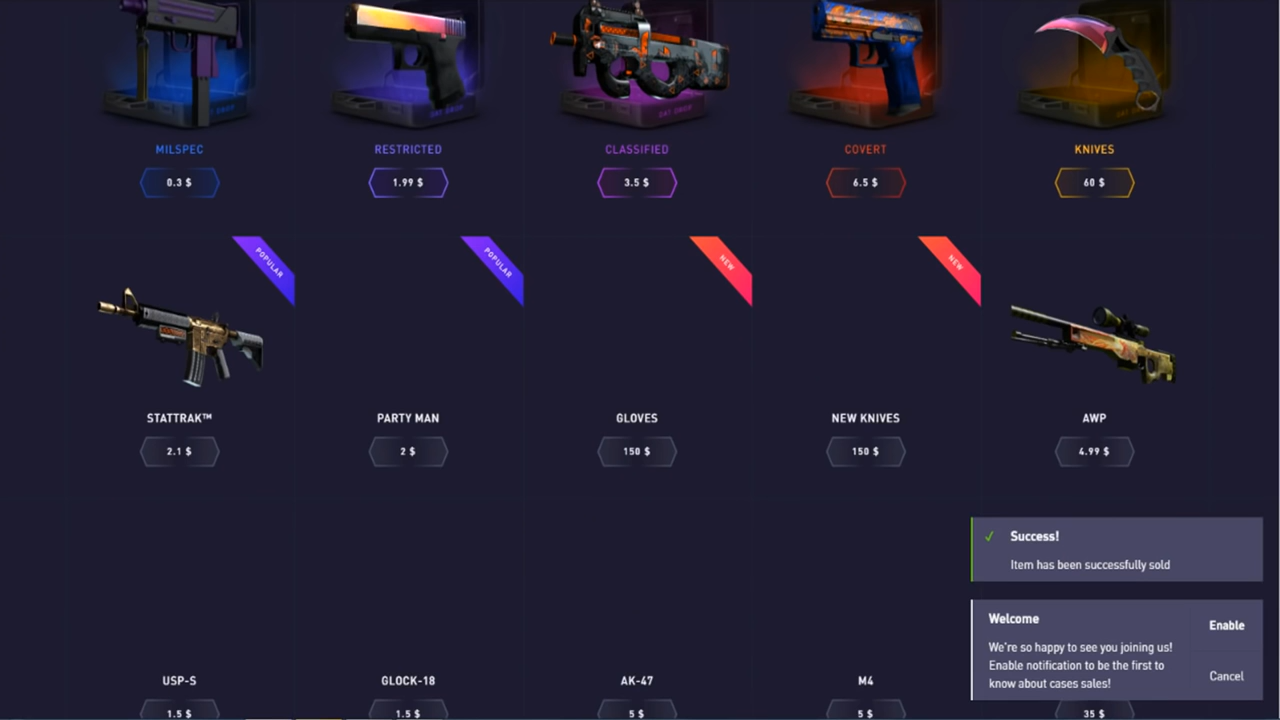 MILSPEC
RESTRICTED
CLASSIFIED
COVERT
KNIVES
0.3 $
1.99 $
3.5 $
6.5 $
60 $
POPULAR
POPULAR
NEW
NEW
STATTRAK™
PARTY MAN
GLOVES
NEW KNIVES
AWP
2.1 $
2 $
150 $
150 $
4.99 $
Success!
Item has been successfully sold
Welcome
We're so happy to see you joining us!
Enable notification to be the first to
know about cases sales!
Enable
Cancel
USP-S
GLOCK-18
AK-47
M4
1.5 $
1.5 $
5 $
5 $
35 $